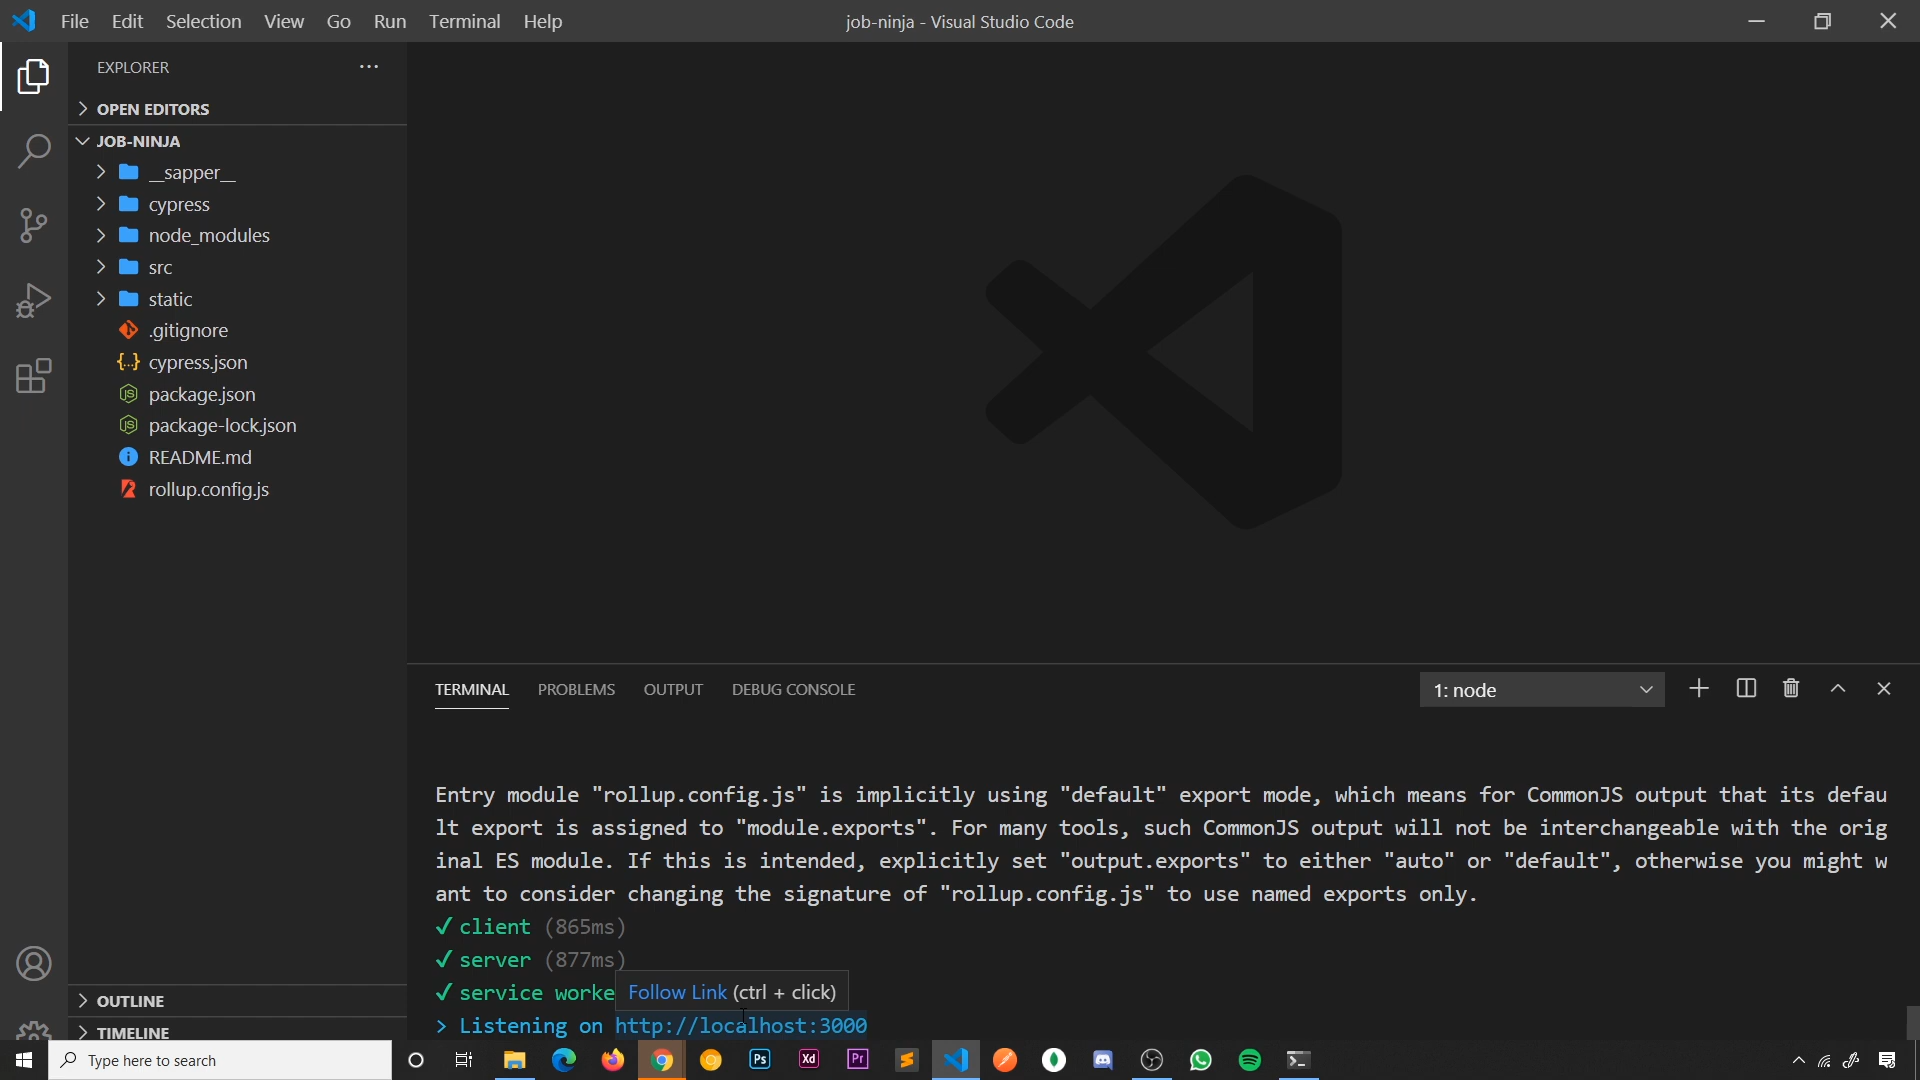 File Edit Selection View Go Run Terminal Help
job-ninja - Visual Studio Code
EXPLORER
OPEN EDITORS
JOB-NINJA
__sapper__
cypress
node_modules
src
static
.gitignore
cypress.json
package.json
package-lock.json
README.md
rollup.config.js
OUTLINE
TIMELINE
TERMINAL PROBLEMS OUTPUT DEBUG CONSOLE
1: node
Entry module "rollup.config.js" is implicitly using "default" export mode, which means for CommonJS output that its defau
lt export is assigned to "module.exports". For many tools, such CommonJS output will not be interchangeable with the orig
inal ES module. If this is intended, explicitly set "output.exports" to either "auto" or "default", otherwise you might w
ant to consider changing the signature of "rollup.config.js" to use named exports only.
✓ client (865ms)
✓ server (877ms)
✓ service worke
Follow Link (ctrl + click)
> Listening on http://localhost:3000
Type here to search
Ps
Xd
Pr